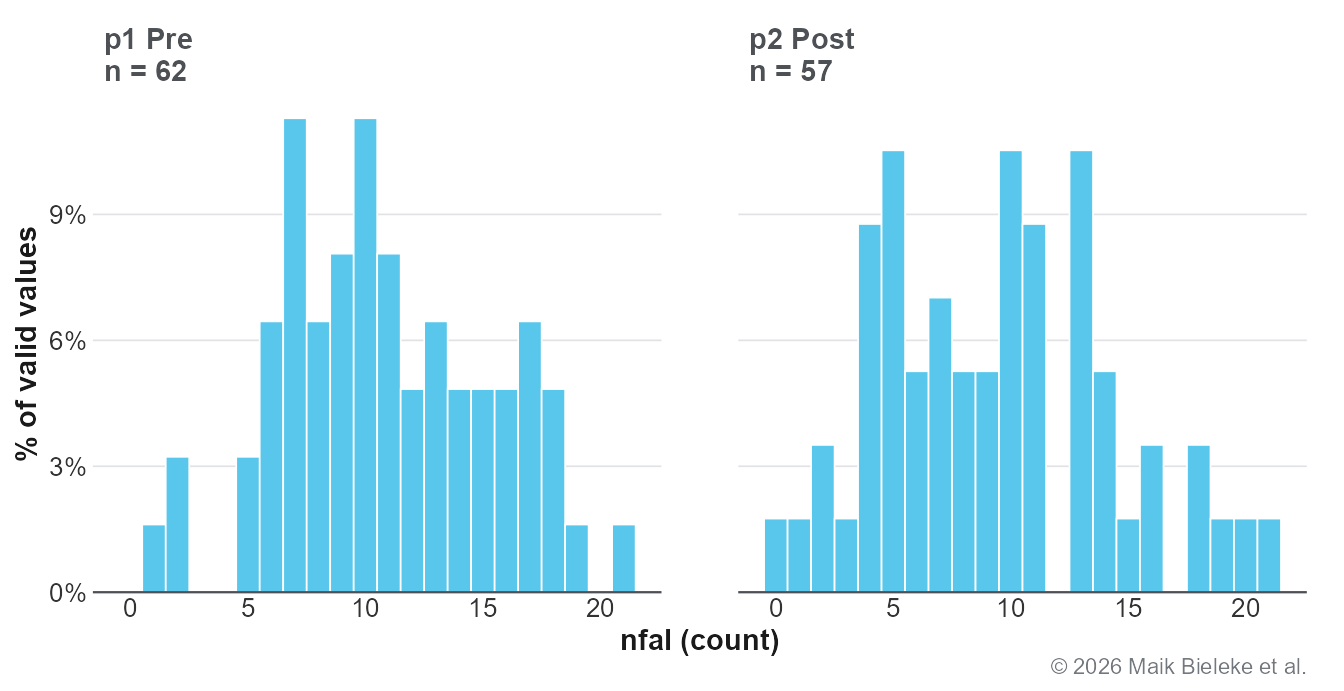 p1 Pre
n = 62
p2 Post
n = 57
% of valid values
9%
6%
3%
0%
0 5 10 15 20
0 5 10 15 20
nfal (count)
© 2026 Maik Bieleke et al.